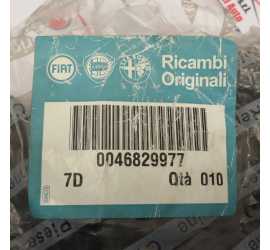 FIAT
Ricambi
Originali
0046829977
7D Qtà 010